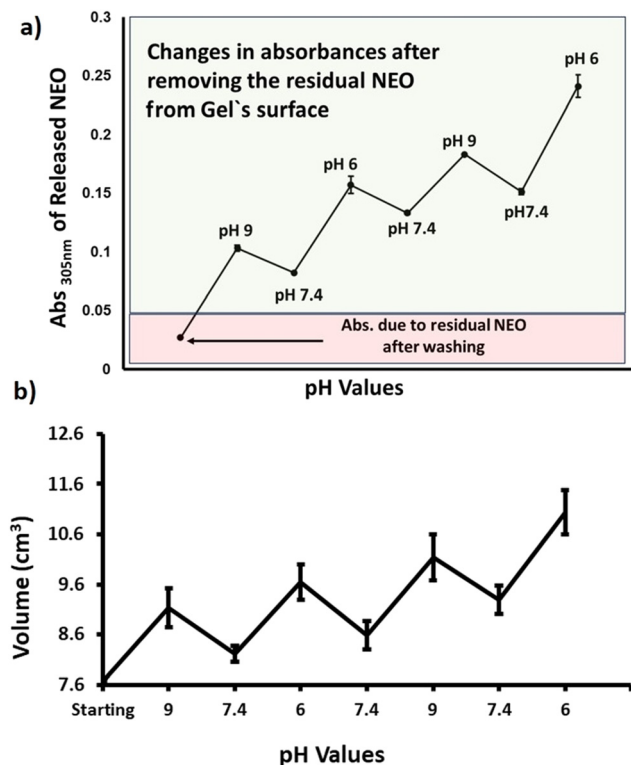 a)
0.3
0.25
0.2
0.15
0.1
0.05
0
Abs 305nm of Released NEO
Changes in absorbances after
removing the residual NEO
from Gel`s surface
pH 9
pH 7.4
pH 6
pH 7.4
pH 9
pH7.4
pH 6
Abs. due to residual NEO
after washing
pH Values
b)
12.6
11.6
10.6
9.6
8.6
7.6
Volume (cm³)
Starting 9 7.4 6 7.4 9 7.4 6
pH Values